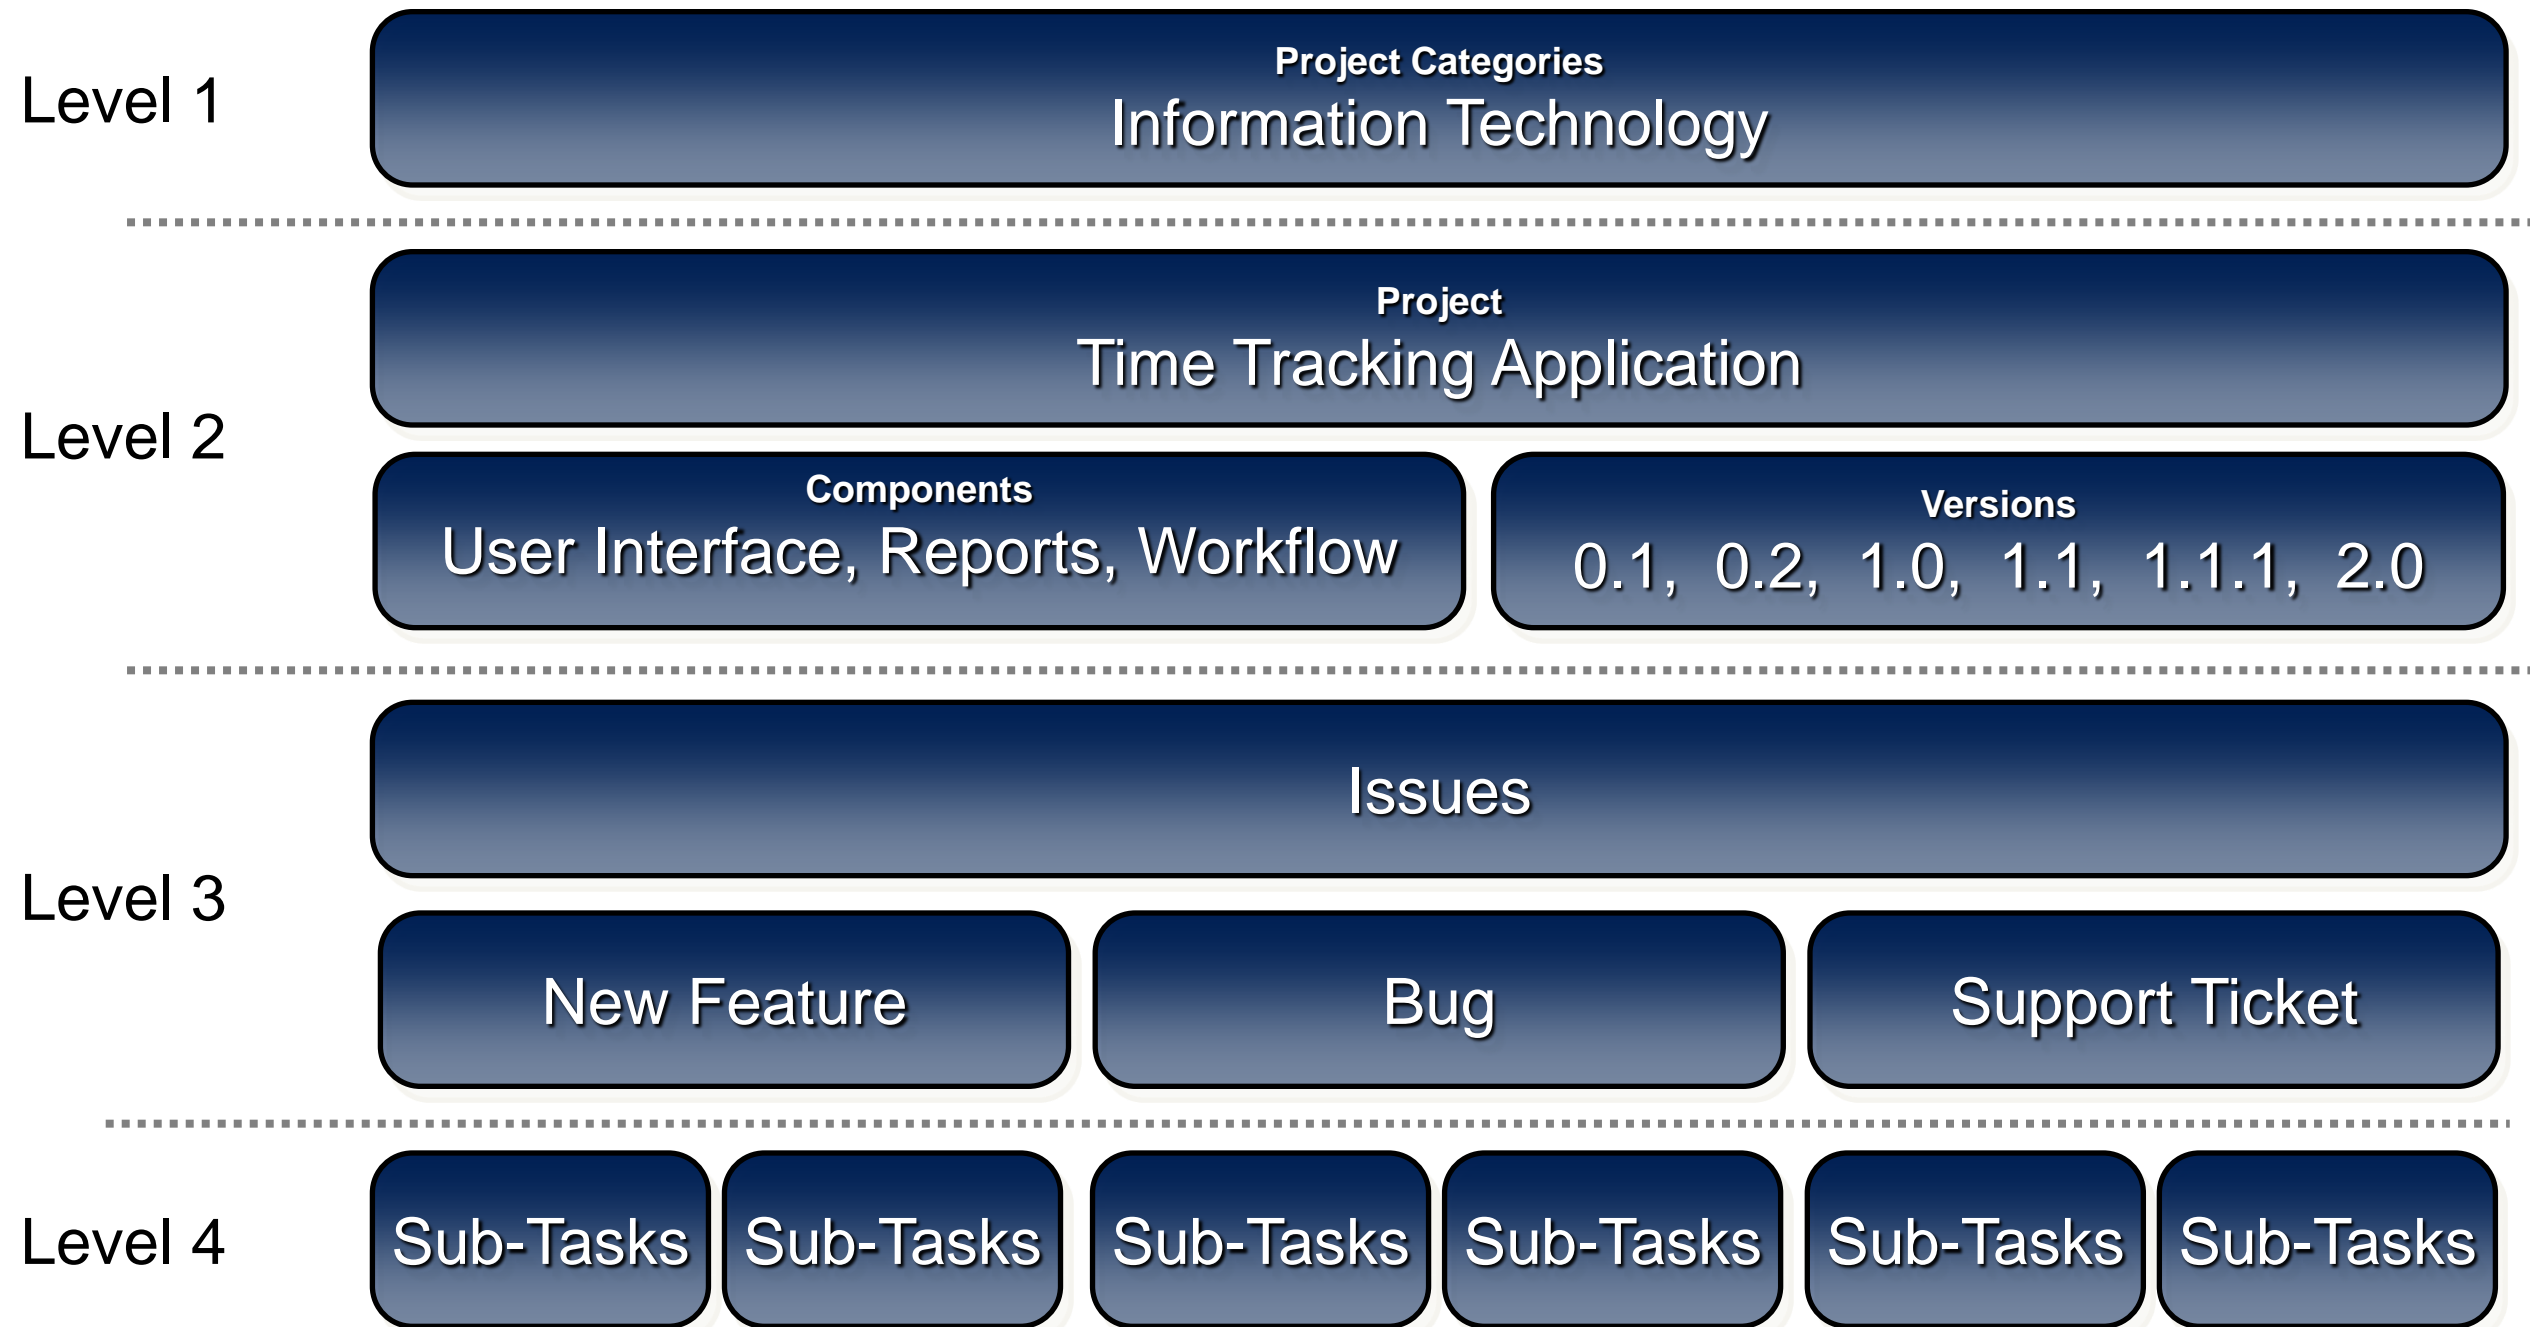 Level 1
Project Categories
Information Technology
Level 2
Project
Time Tracking Application
Components
User Interface, Reports, Workflow
Versions
0.1, 0.2, 1.0, 1.1, 1.1.1, 2.0
Level 3
Issues
New Feature
Bug
Support Ticket
Level 4
Sub-Tasks
Sub-Tasks
Sub-Tasks
Sub-Tasks
Sub-Tasks
Sub-Tasks